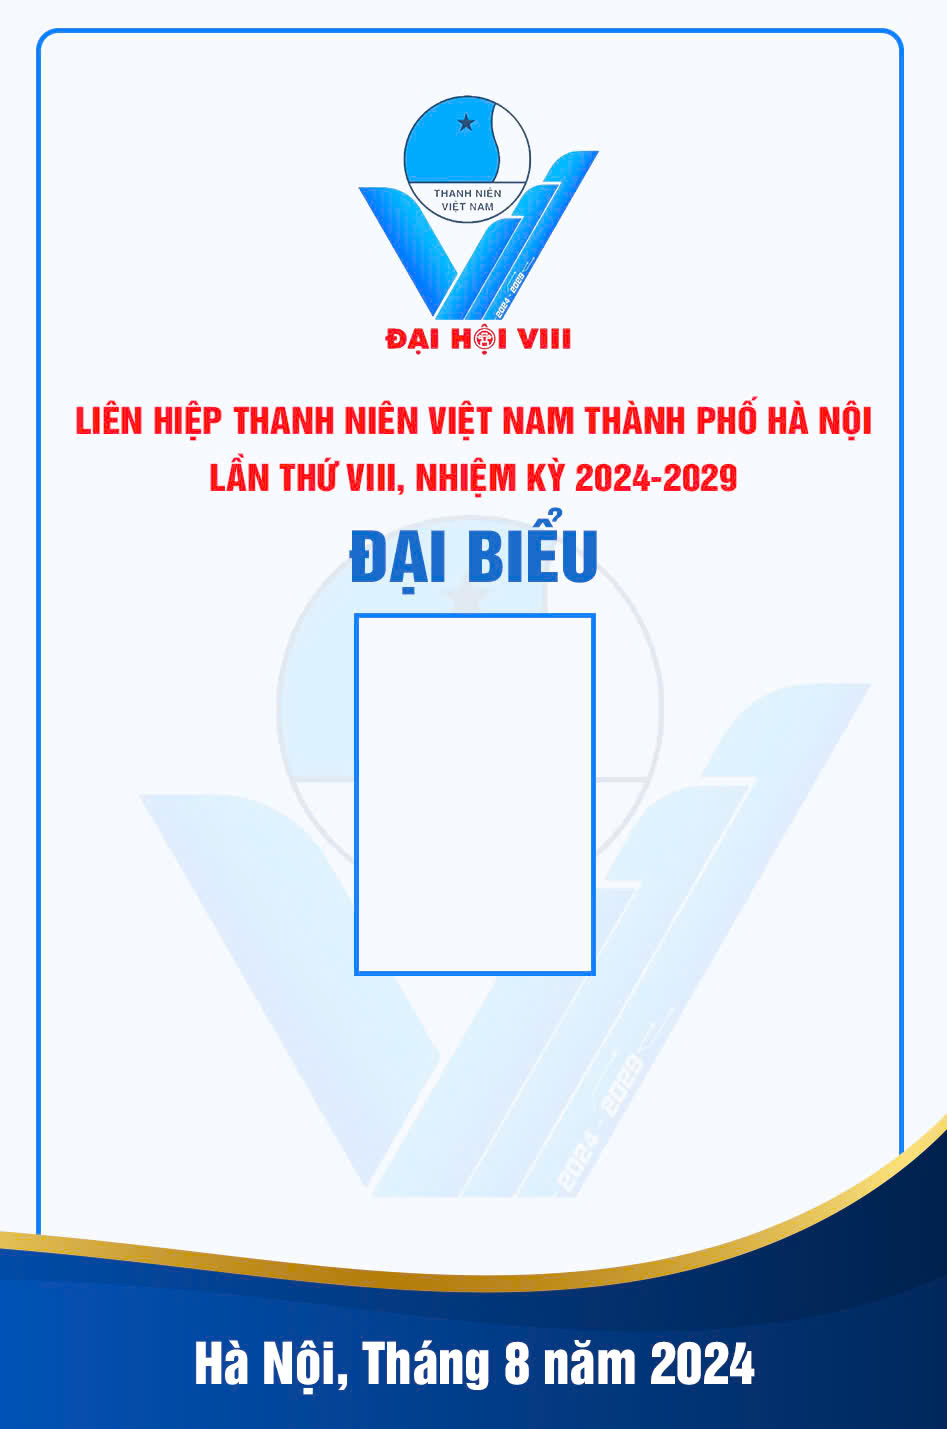 THANH NIÊN
VIỆT NAM
2024 - 2029
ĐẠI HỘI VIII
LIÊN HIỆP THANH NIÊN VIỆT NAM THÀNH PHỐ HÀ NỘI
LẦN THỨ VIII, NHIỆM KỲ 2024-2029
ĐẠI BIỂU
2024 - 2029
Hà Nội, Tháng 8 năm 2024